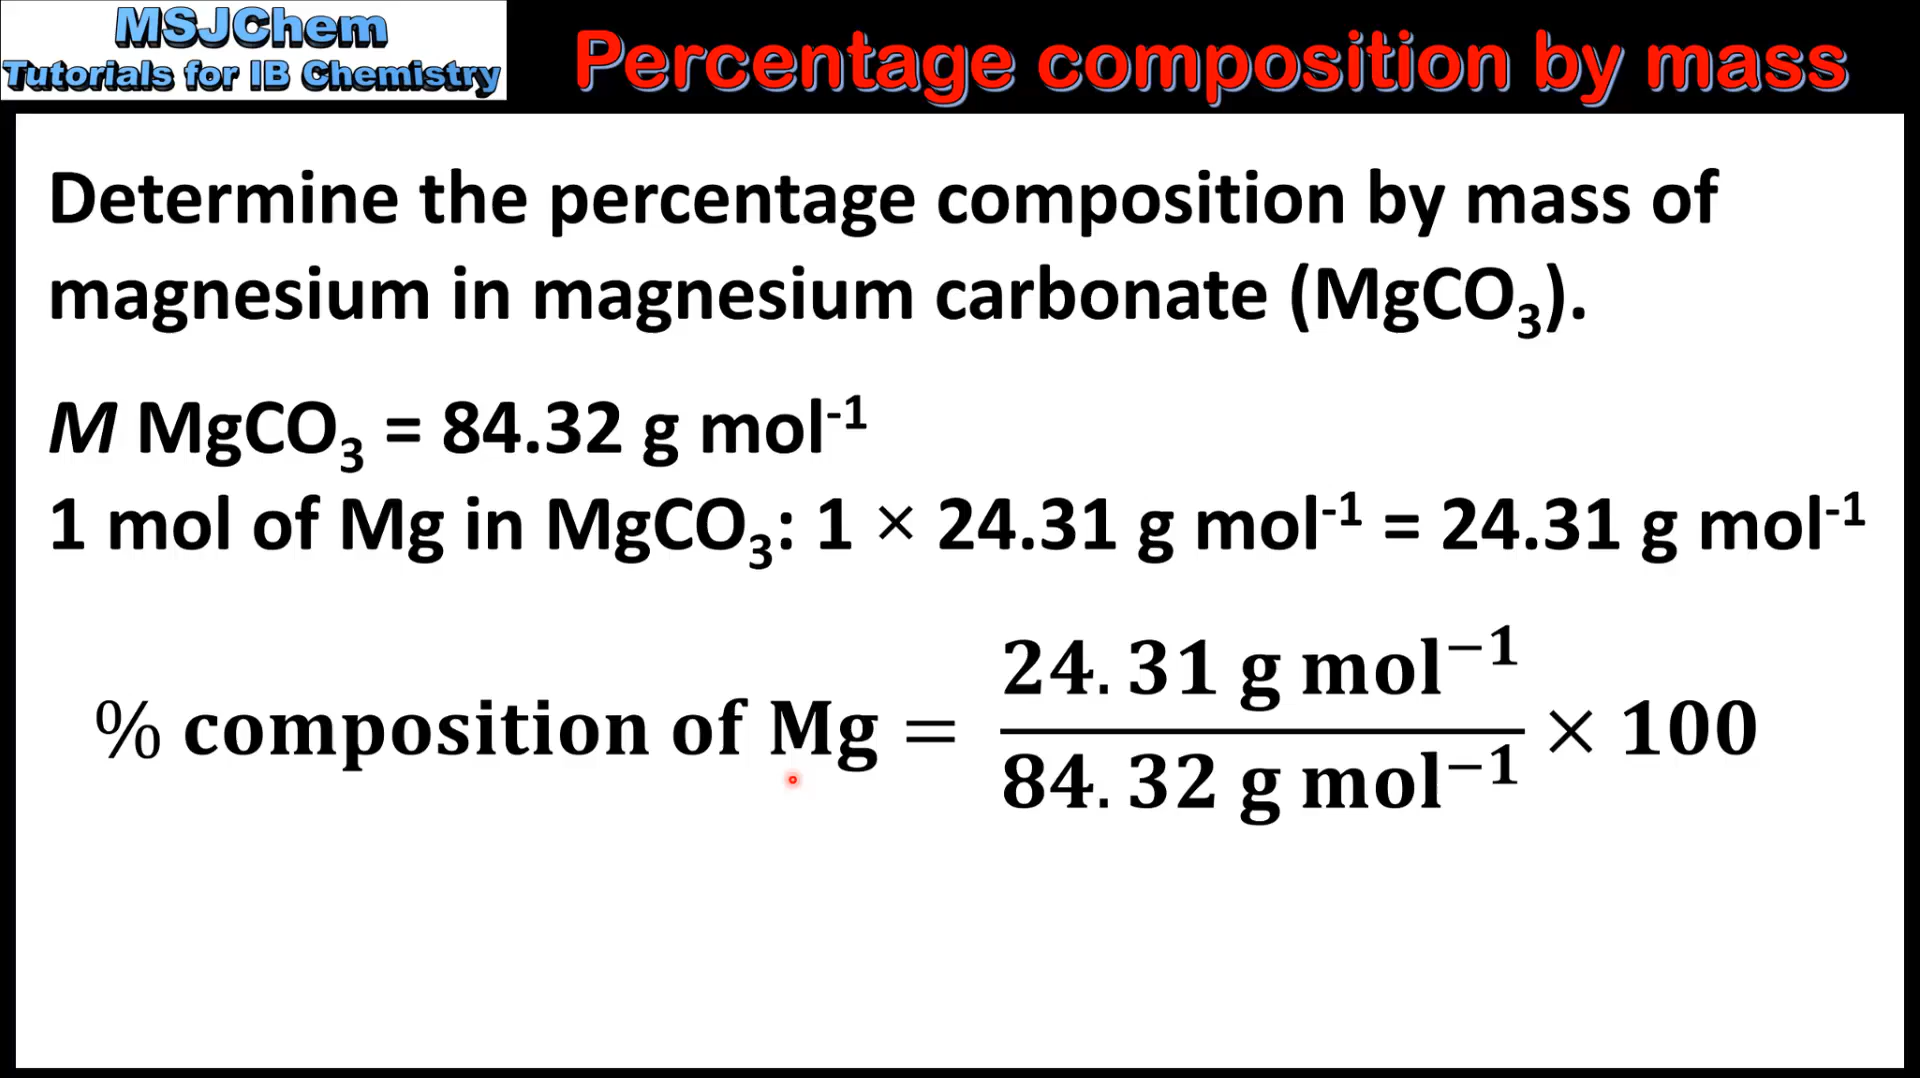 MSJChem
Tutorials for IB Chemistry
Percentage composition by mass
Determine the percentage composition by mass of
magnesium in magnesium carbonate (MgCO₃).
M MgCO₃ = 84.32 g mol⁻¹
1 mol of Mg in MgCO₃: 1 × 24.31 g mol⁻¹ = 24.31 g mol⁻¹
% composition of Mg = 24.31 g mol⁻¹ / 84.32 g mol⁻¹ × 100